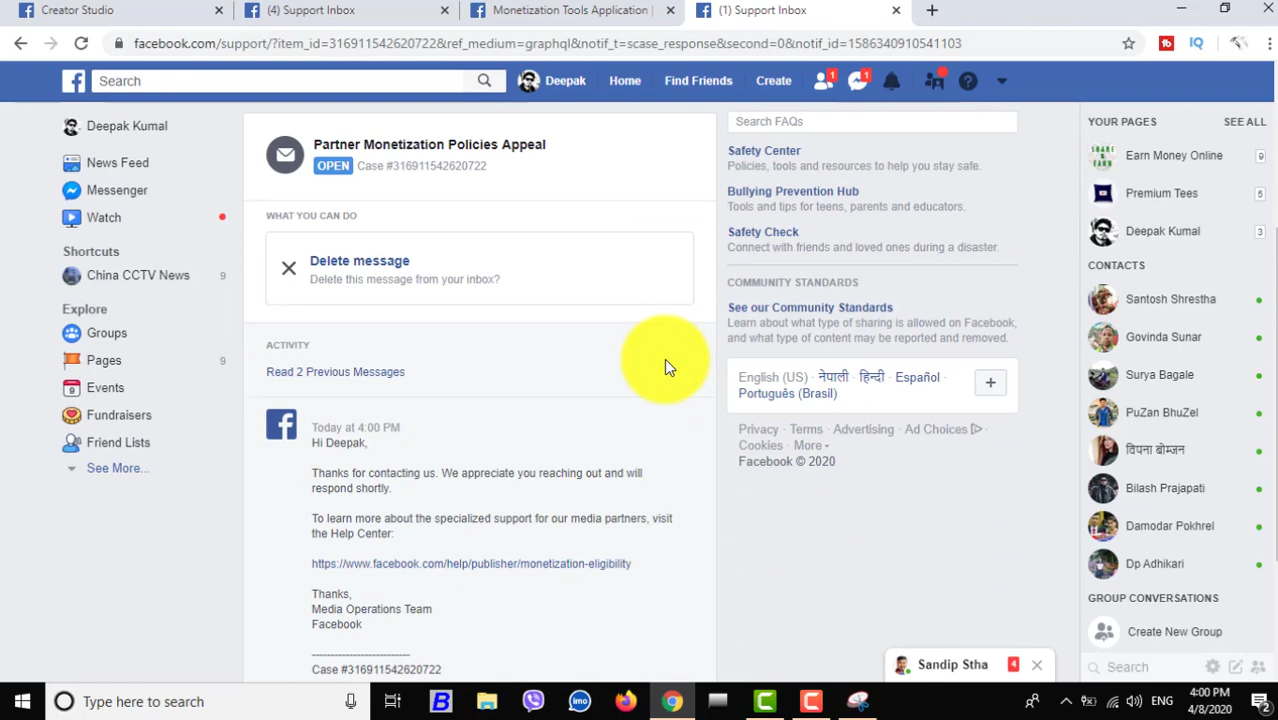 Creator Studio
(4) Support Inbox
Monetization Tools Application |
(1) Support Inbox
facebook.com/support/?item_id=316911542620722&ref_medium=graphql&notif_t=scase_response&second=0&notif_id=1586340910541103
IQ
Search
Deepak
Home
Find Friends
Create
1
1
Deepak Kumal
News Feed
Messenger
Watch
Shortcuts
China CCTV News 9
Explore
Groups
Pages 9
Events
Fundraisers
Friend Lists
See More...
Partner Monetization Policies Appeal
OPEN Case #316911542620722
WHAT YOU CAN DO
Delete message
Delete this message from your inbox?
ACTIVITY
Read 2 Previous Messages
Today at 4:00 PM
Hi Deepak,
Thanks for contacting us. We appreciate you reaching out and will
respond shortly.
To learn more about the specialized support for our media partners, visit
the Help Center:
https://www.facebook.com/help/publisher/monetization-eligibility
Thanks,
Media Operations Team
Facebook
--------------------------
Case #316911542620722
Search FAQs
Safety Center
Policies, tools and resources to help you stay safe.
Bullying Prevention Hub
Tools and tips for teens, parents and educators.
Safety Check
Connect with friends and loved ones during a disaster.
COMMUNITY STANDARDS
See our Community Standards
Learn about what type of sharing is allowed on Facebook,
and what type of content may be reported and removed.
English (US) · नेपाली · हिन्दी · Español ·
Português (Brasil)
Privacy · Terms · Advertising · Ad Choices ·
Cookies · More
Facebook © 2020
YOUR PAGES SEE ALL
Earn Money Online 9
Premium Tees 5
Deepak Kumal 3
CONTACTS
Santosh Shrestha
Govinda Sunar
Surya Bagale
PuZan BhuZel
विपना बोम्जन
Bilash Prajapati
Damodar Pokhrel
Dp Adhikari
GROUP CONVERSATIONS
Create New Group
Search
Sandip Stha 4
Type here to search
B
imo
ENG
4:00 PM
4/8/2020
2